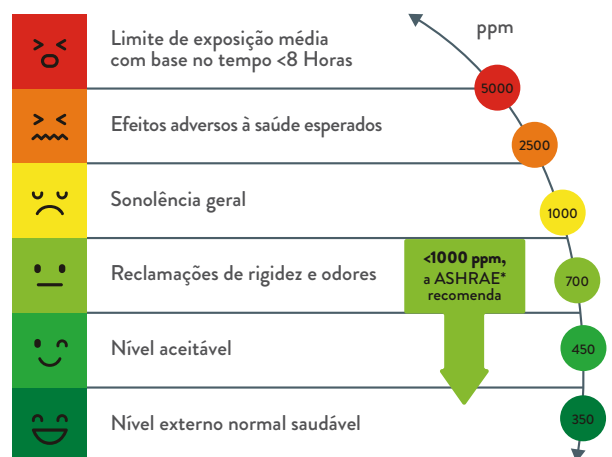 ppm
Limite de exposição média
com base no tempo <8 Horas
5000
Efeitos adversos à saúde esperados
2500
Sonolência geral
1000
Reclamações de rigidez e odores
<1000 ppm,
a ASHRAE*
recomenda
700
Nível aceitável
450
Nível externo normal saudável
350